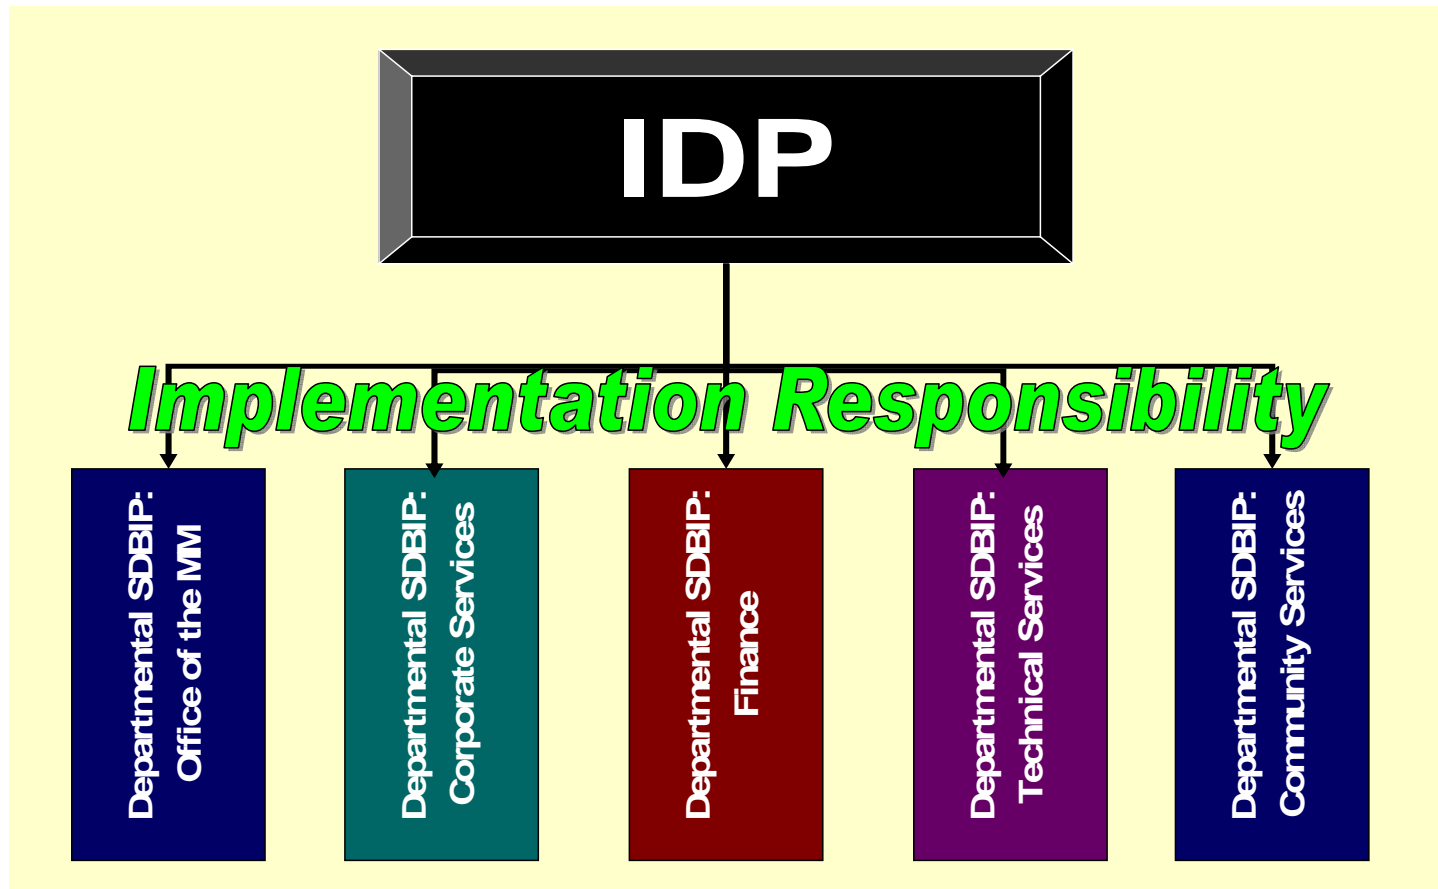 IDP
Implementation Responsibility
Departmental SDBIP:
Office of the MM
Departmental SDBIP:
Corporate Services
Departmental SDBIP:
Finance
Departmental SDBIP:
Technical Services
Departmental SDBIP:
Community Services